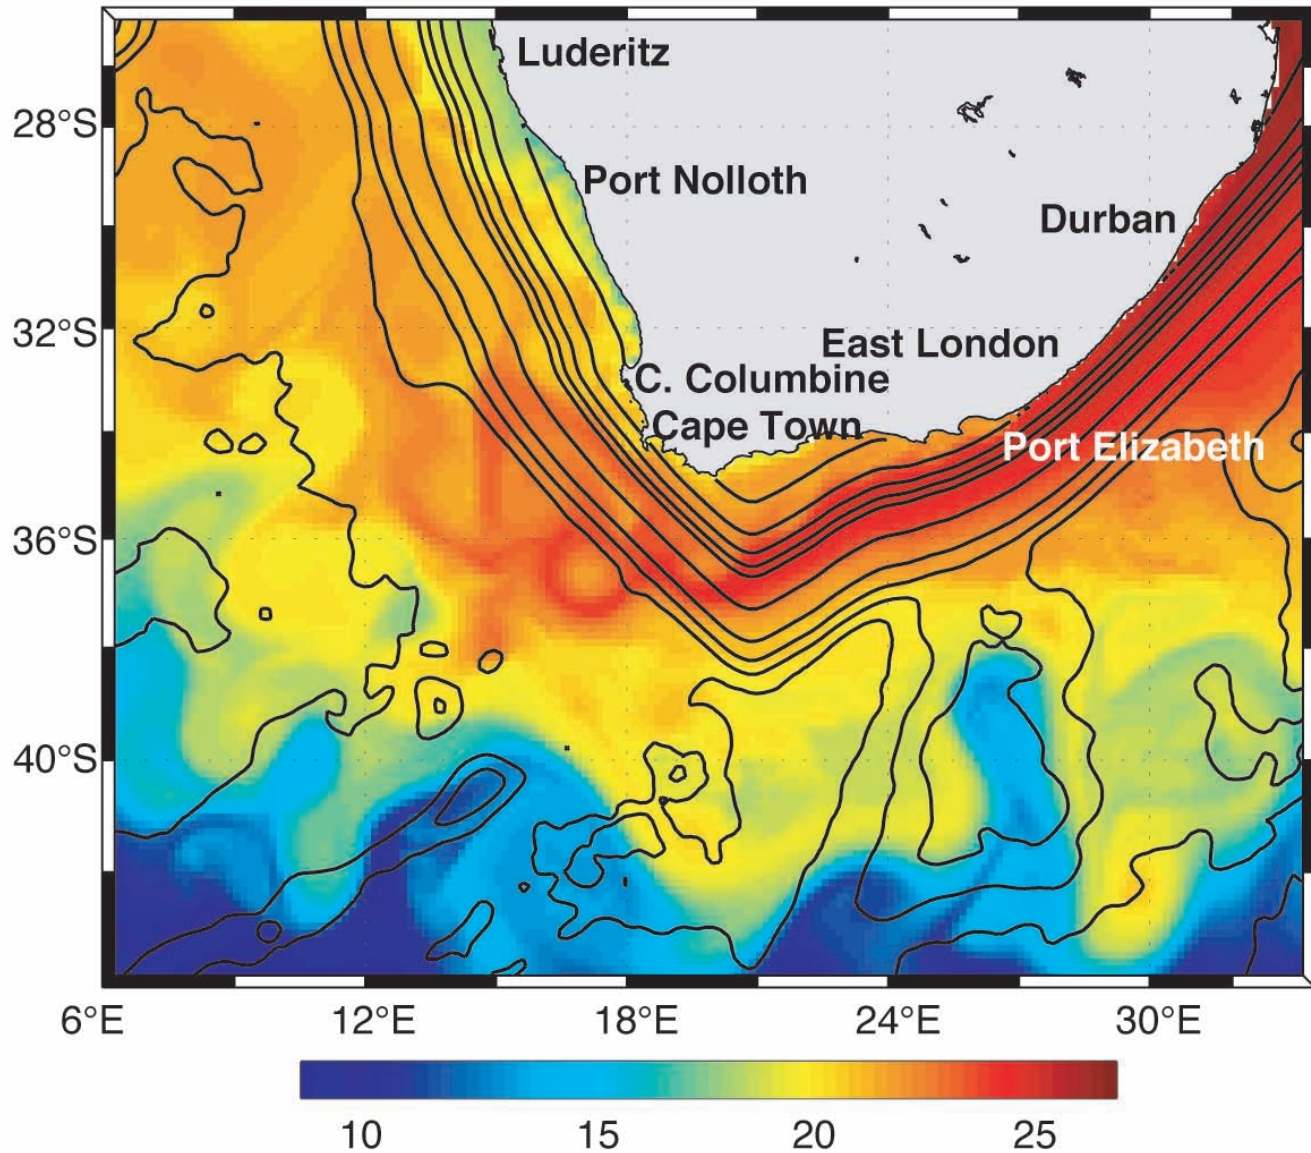 Luderitz
28°S
Port Nolloth
Durban
32°S
East London
C. Columbine
Cape Town
Port Elizabeth
36°S
40°S
6°E 12°E 18°E 24°E 30°E
10 15 20 25